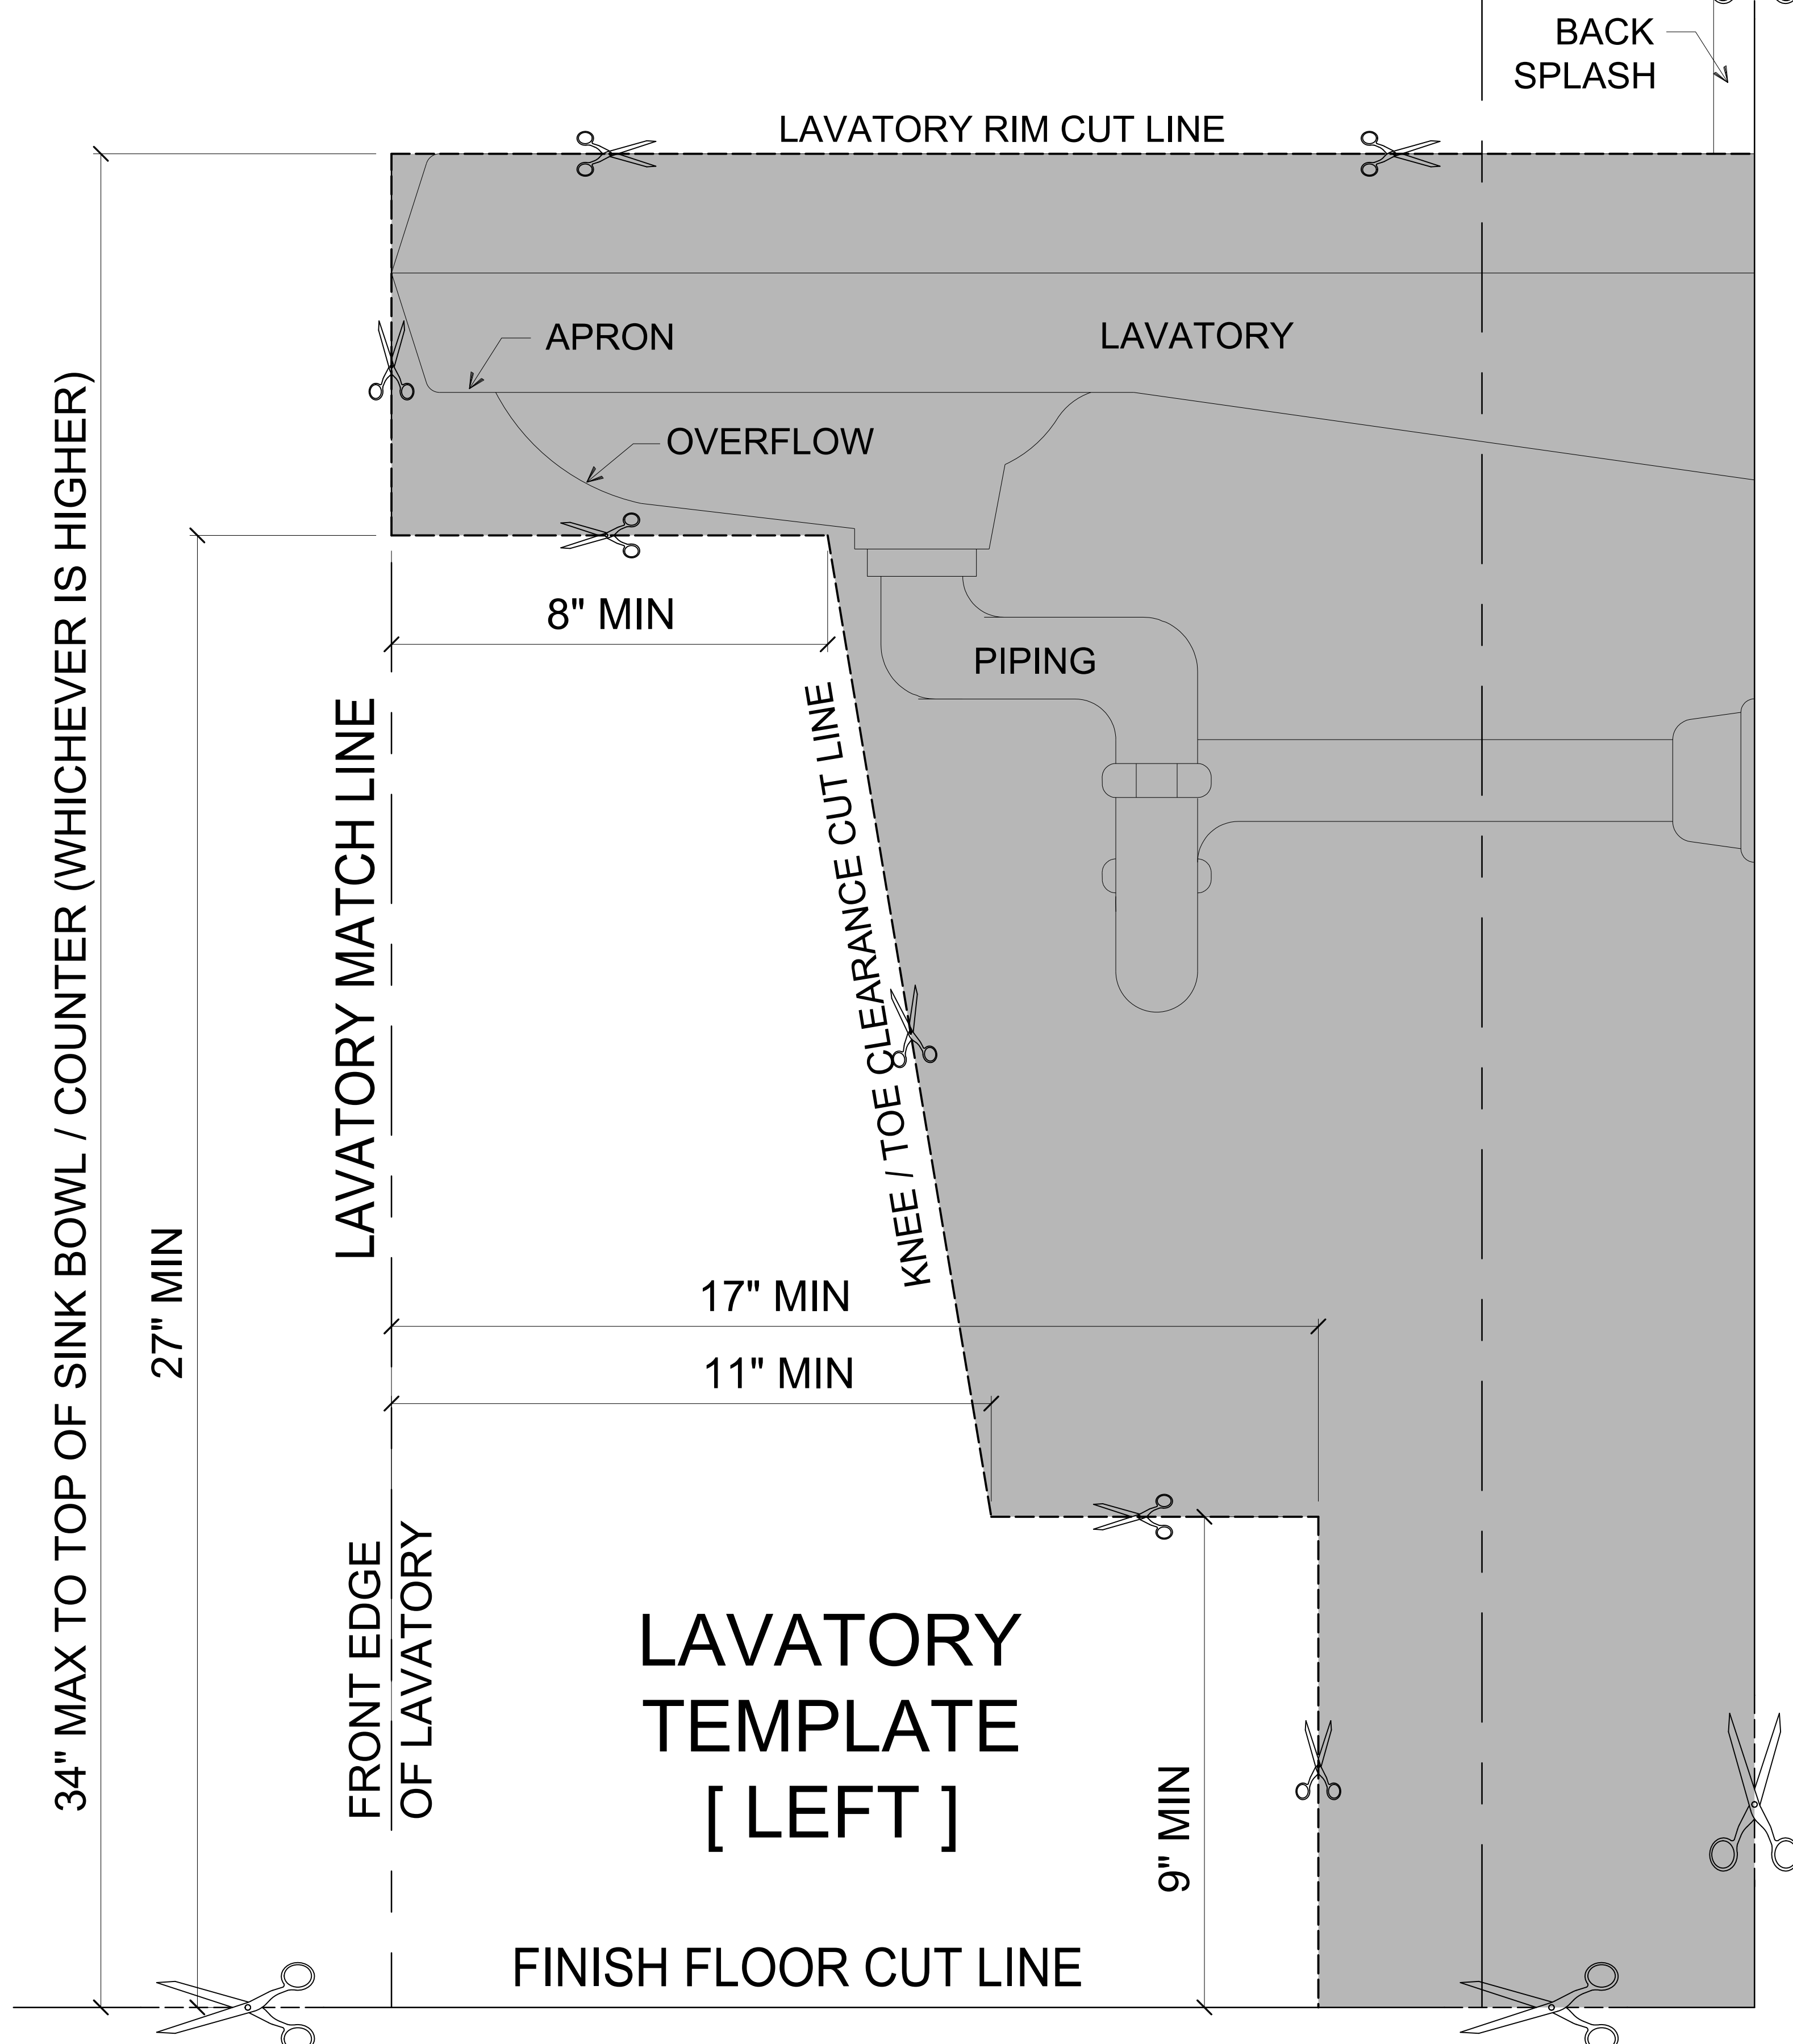 BACK
SPLASH
LAVATORY RIM CUT LINE
APRON
LAVATORY
OVERFLOW
8" MIN
PIPING
34" MAX TO TOP OF SINK BOWL / COUNTER (WHICHEVER IS HIGHER)
27" MIN
LAVATORY MATCH LINE
KNEE / TOE CLEARANCE CUT LINE
17" MIN
11" MIN
FRONT EDGE
OF LAVATORY
LAVATORY
TEMPLATE
[ LEFT ]
9" MIN
FINISH FLOOR CUT LINE